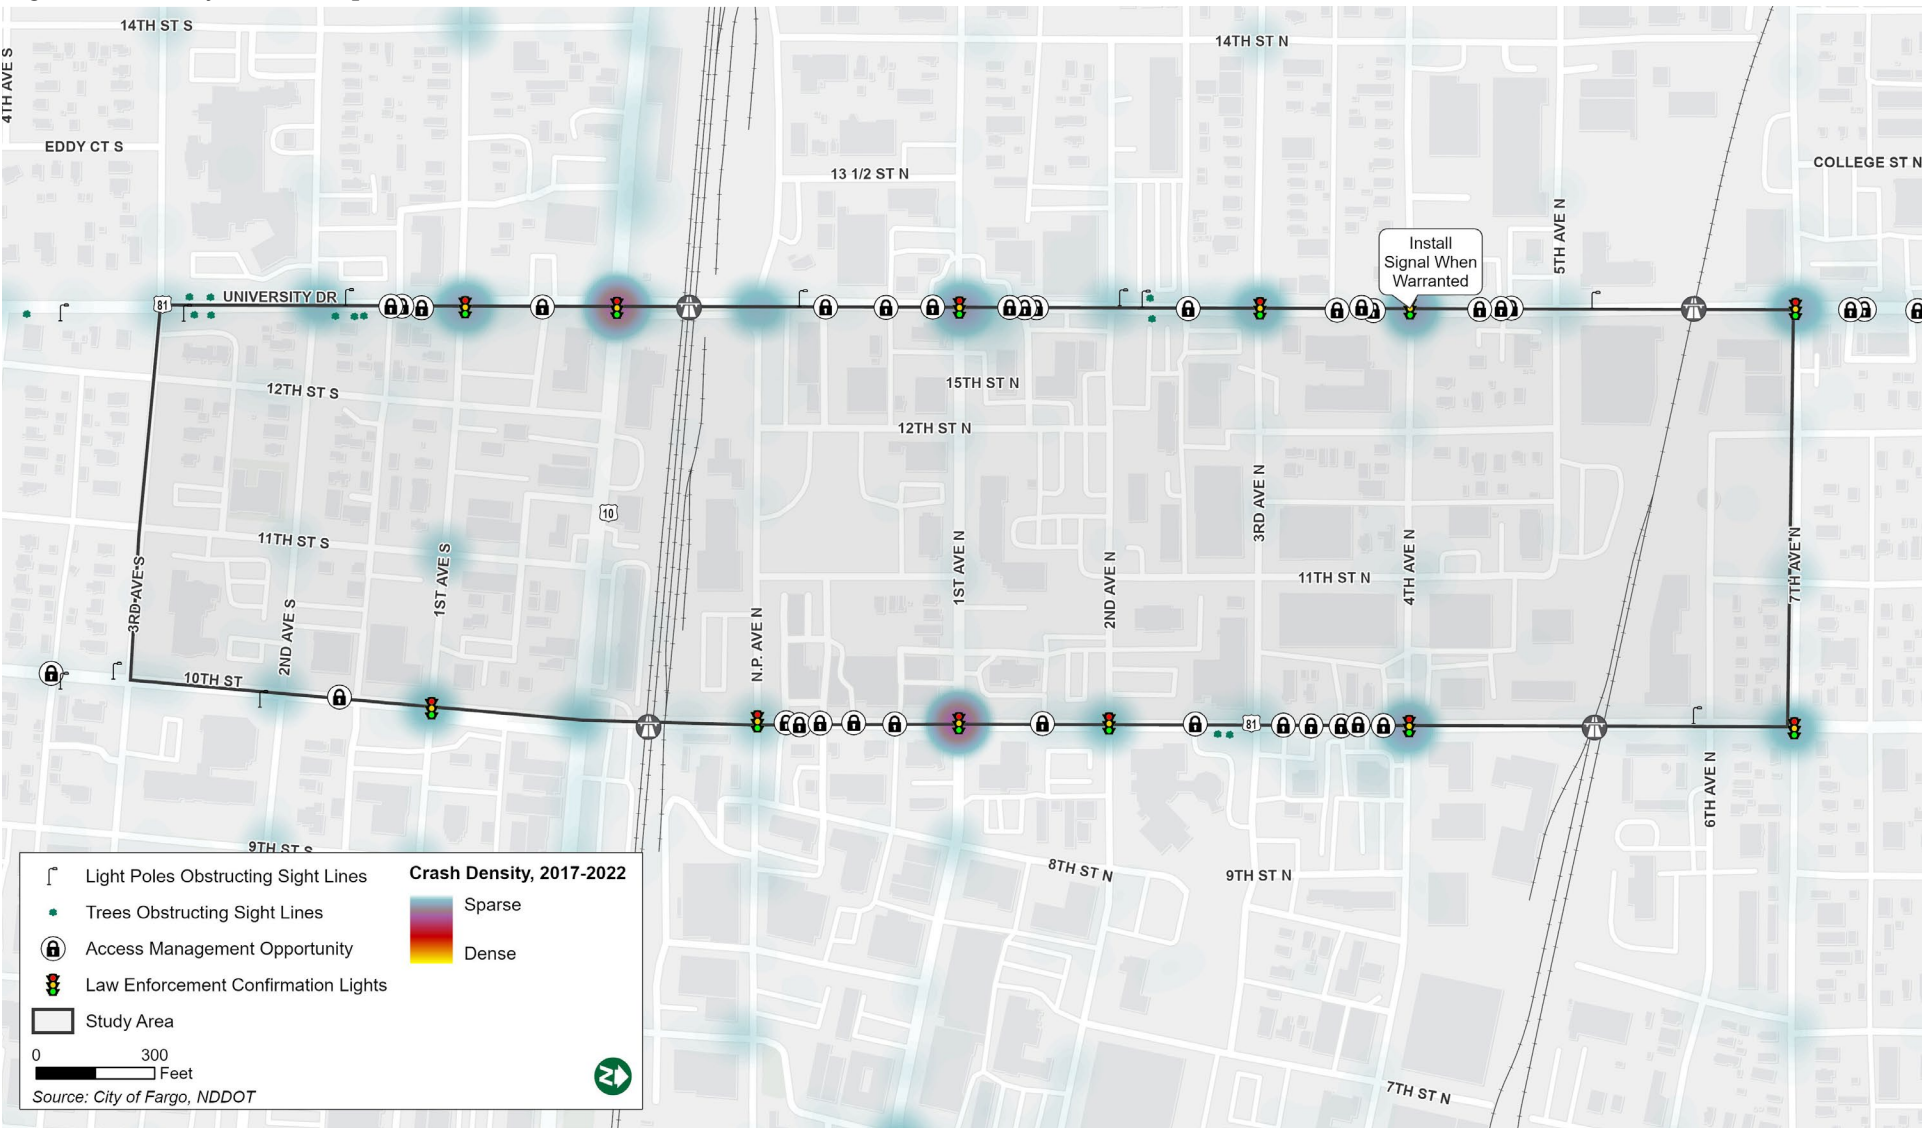 14TH ST S
14TH ST N
4TH AVE S
EDDY CT S
13 1/2 ST N
COLLEGE ST N
5TH AVE N
Install
Signal When
Warranted
81
UNIVERSITY DR
12TH ST S
15TH ST N
12TH ST N
10
3RD AVE N
11TH ST S
1ST AVE S
3RD AVE S
2ND AVE S
N.P. AVE N
1ST AVE N
2ND AVE N
11TH ST N
4TH AVE N
7TH AVE N
10TH ST
81
6TH AVE N
9TH ST S
8TH ST N
9TH ST N
7TH ST N
Light Poles Obstructing Sight Lines
Trees Obstructing Sight Lines
Access Management Opportunity
Law Enforcement Confirmation Lights
Study Area
0 300
Feet
Source: City of Fargo, NDDOT
Crash Density, 2017-2022
Sparse
Dense
N